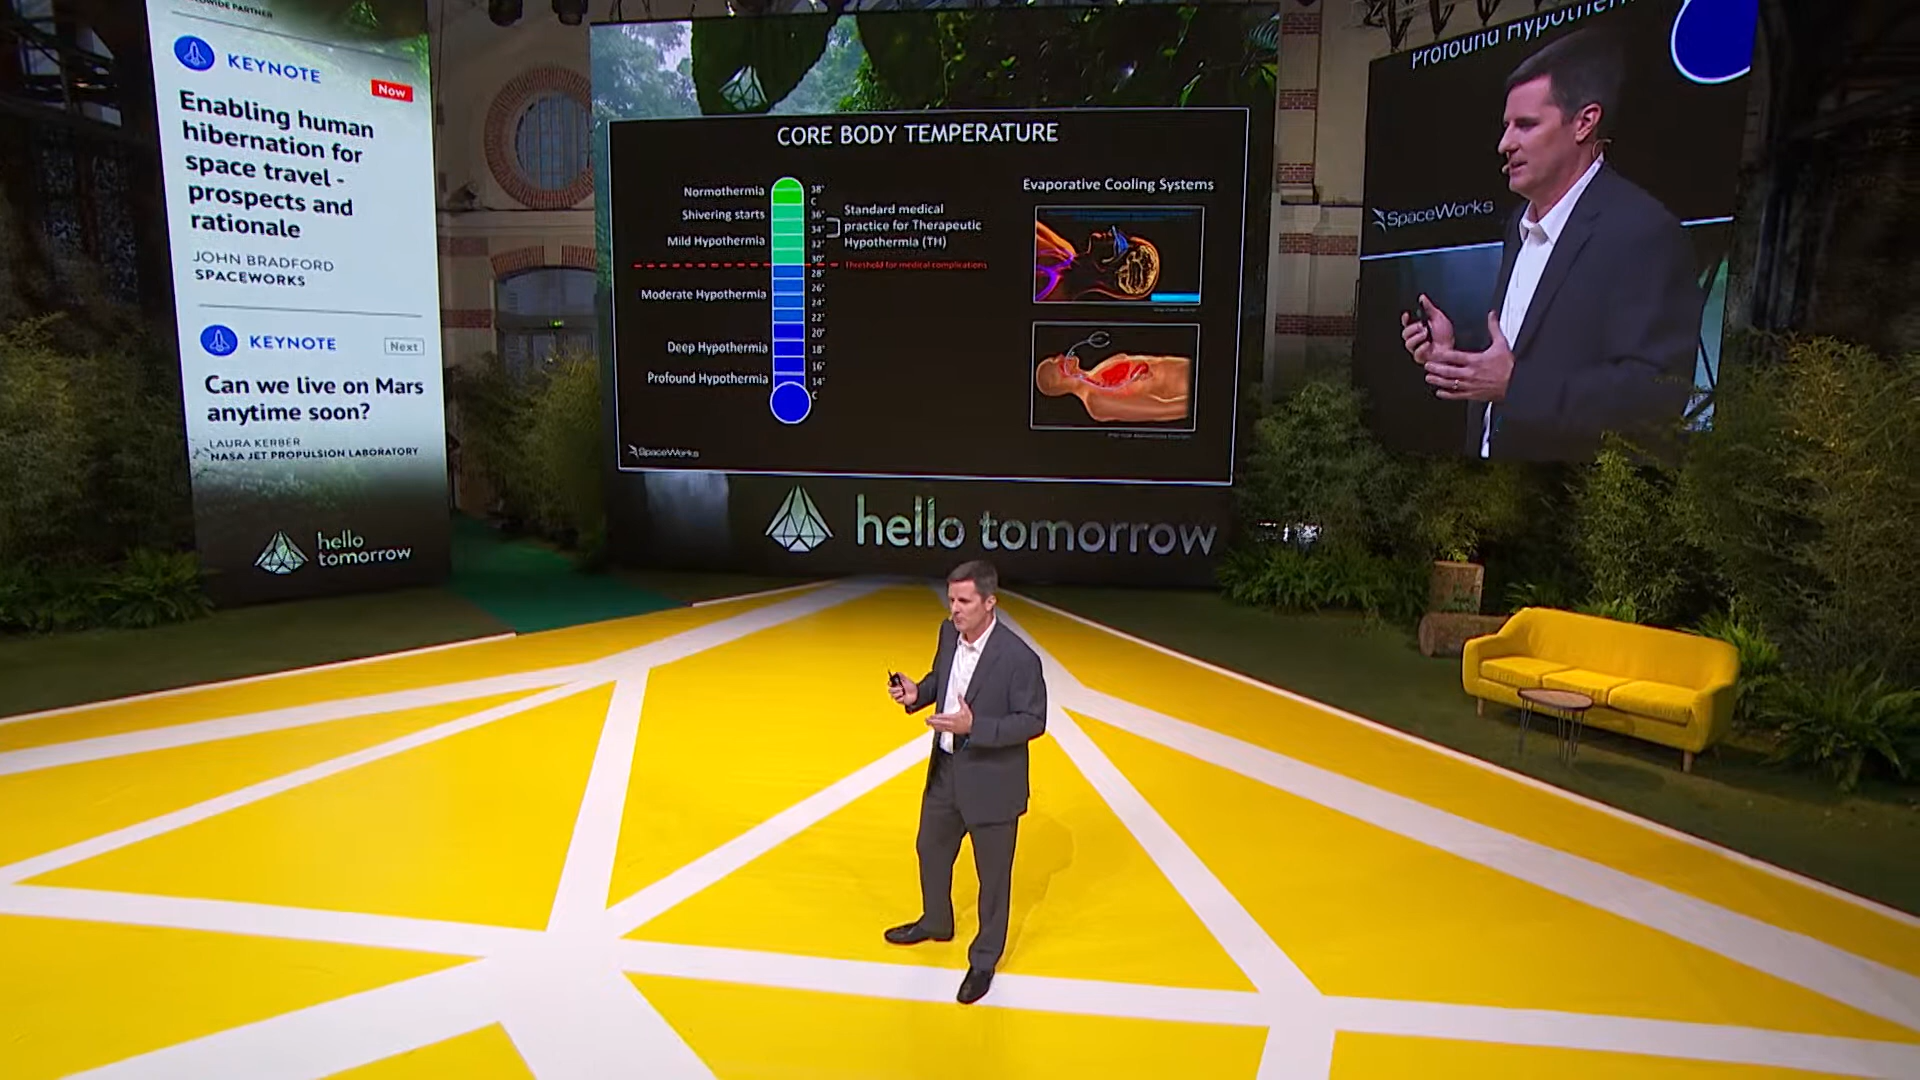 WORLDWIDE PARTNER
KEYNOTE
Now
Enabling human
hibernation for
space travel -
prospects and
rationale
JOHN BRADFORD
SPACEWORKS
KEYNOTE
Next
Can we live on Mars
anytime soon?
LAURA KERBER
NASA JET PROPULSION LABORATORY
hello
tomorrow
CORE BODY TEMPERATURE
Normothermia
Shivering starts
Mild Hypothermia
Moderate Hypothermia
Deep Hypothermia
Profound Hypothermia
38°
C
36°
34°
32°
30°
28°
26°
24°
22°
20°
18°
16°
14°
C
Standard medical
practice for Therapeutic
Hypothermia (TH)
Threshold for medical complications
Evaporative Cooling Systems
SpaceWorks
hello tomorrow
Profound Hypotherm
SpaceWorks